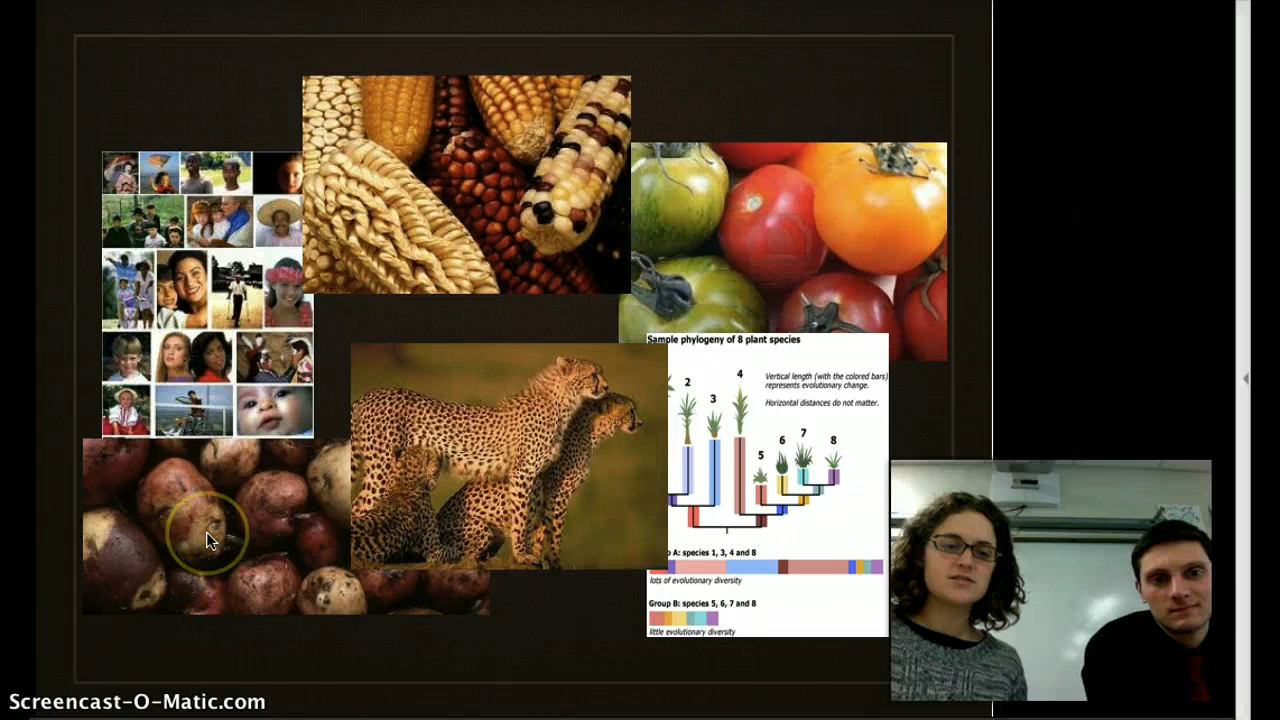 Sample phylogeny of 8 plant species
Vertical length (with the colored bars)
represents evolutionary change.
Horizontal distances do not matter.
2
3
4
5
6
7
8
A: species 1, 3, 4 and 8
lots of evolutionary diversity
Group B: species 5, 6, 7 and 8
little evolutionary diversity
Screencast-O-Matic.com